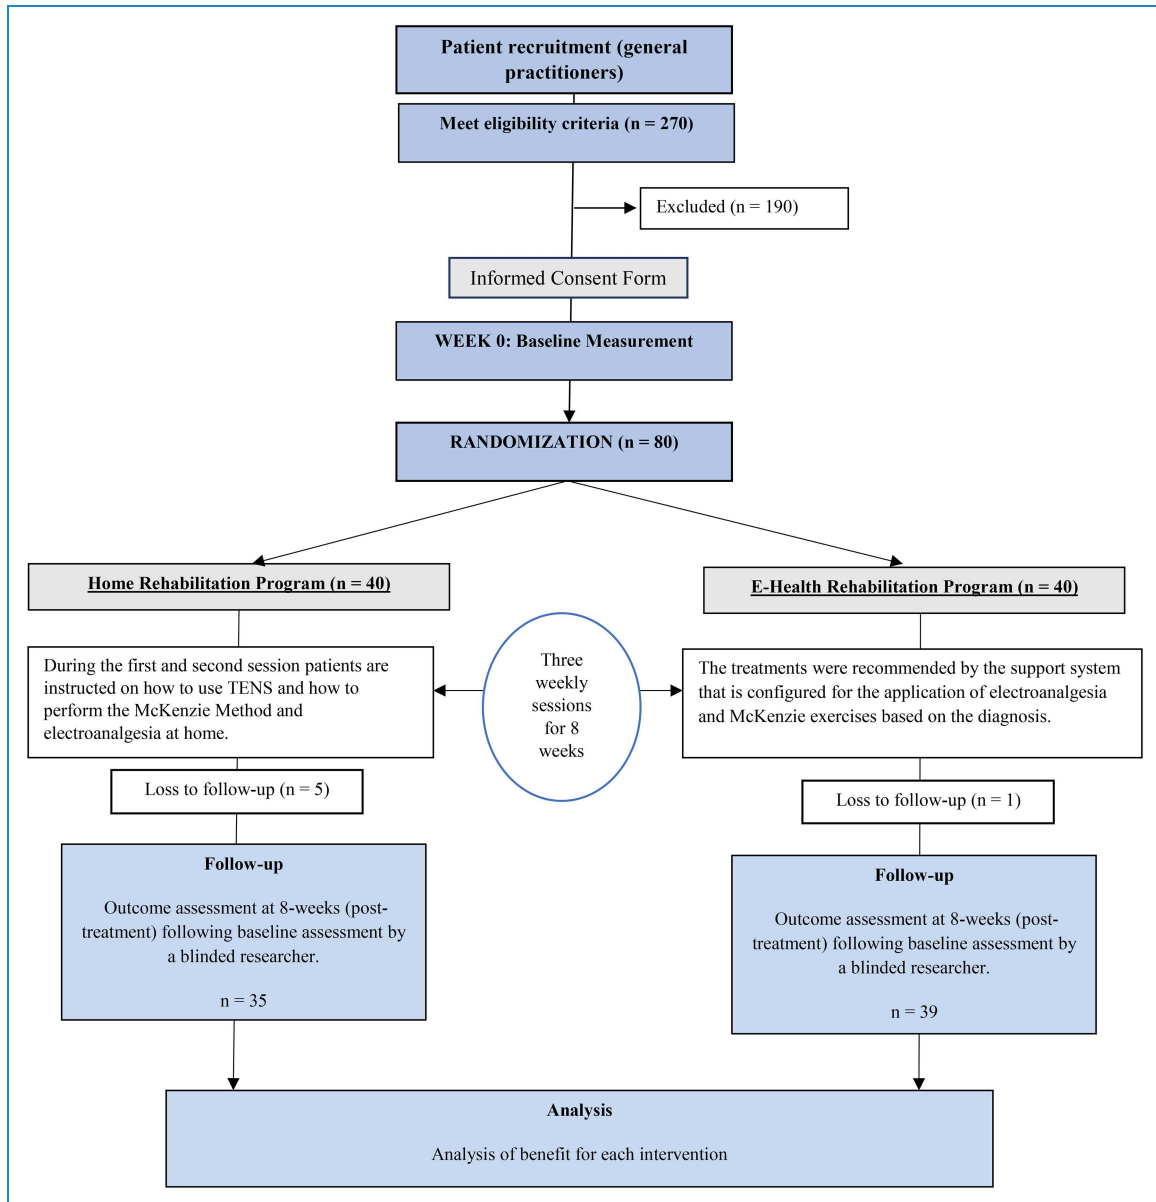 Patient recruitment (general
practitioners)
Meet eligibility criteria (n = 270)
Excluded (n = 190)
Informed Consent Form
WEEK 0: Baseline Measurement
RANDOMIZATION (n = 80)
Home Rehabilitation Program (n = 40)
E-Health Rehabilitation Program (n = 40)
During the first and second session patients are
instructed on how to use TENS and how to
perform the McKenzie Method and
electroanalgesia at home.
Three
weekly
sessions
for 8
weeks
The treatments were recommended by the support system
that is configured for the application of electroanalgesia
and McKenzie exercises based on the diagnosis.
Loss to follow-up (n = 5)
Loss to follow-up (n = 1)
Follow-up
Outcome assessment at 8-weeks (post-
treatment) following baseline assessment by
a blinded researcher.
n = 35
Follow-up
Outcome assessment at 8-weeks (post-
treatment) following baseline assessment by
a blinded researcher.
n = 39
Analysis
Analysis of benefit for each intervention